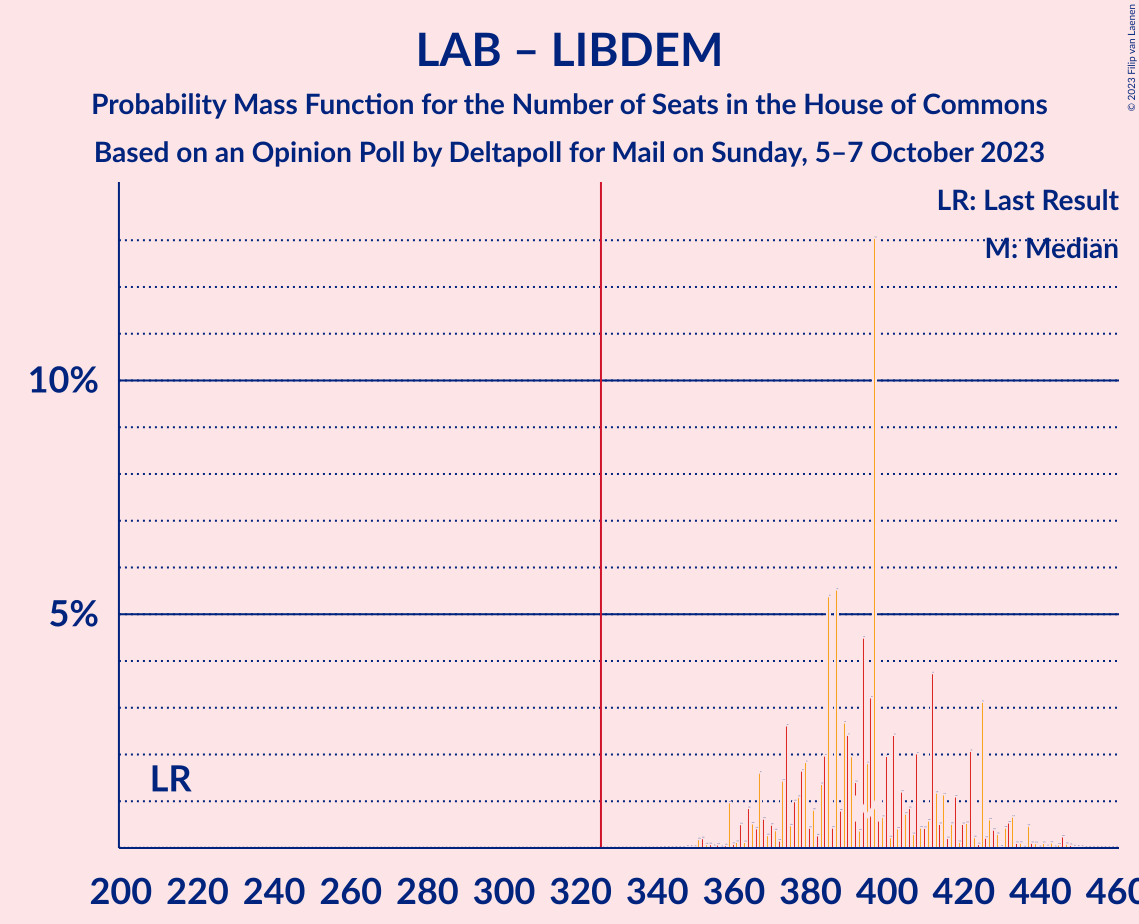 LAB – LIBDEM
Probability Mass Function for the Number of Seats in the House of Commons
Based on an Opinion Poll by Deltapoll for Mail on Sunday, 5–7 October 2023
© 2023 Filip van Laenen
LR: Last Result
M: Median
10%
5%
LR
200 220 240 260 280 300 320 340 360 380 400 420 440 460